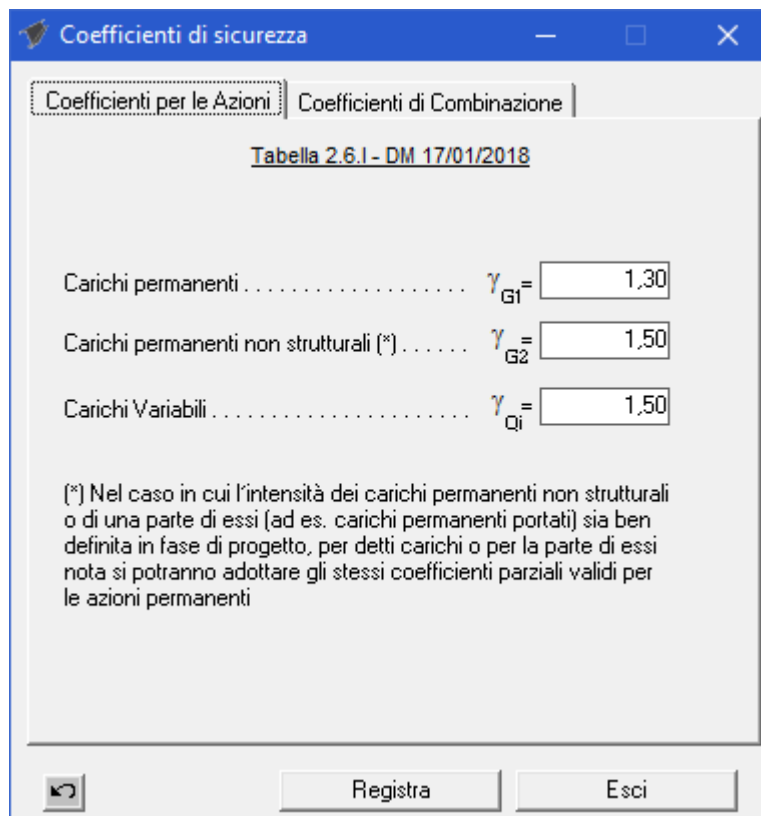 Coefficienti di sicurezza
Coefficienti per le Azioni
Coefficienti di Combinazione
Tabella 2.6.I - DM 17/01/2018
Carichi permanenti . . . . . . . . . . . . . . . . . . . γG1= 1,30
Carichi permanenti non strutturali (*) . . . . . . γG2= 1,50
Carichi Variabili . . . . . . . . . . . . . . . . . . . . . . γQi= 1,50
(*) Nel caso in cui l'intensità dei carichi permanenti non strutturali
o di una parte di essi (ad es. carichi permanenti portati) sia ben
definita in fase di progetto, per detti carichi o per la parte di essi
nota si potranno adottare gli stessi coefficienti parziali validi per
le azioni permanenti
Registra
Esci